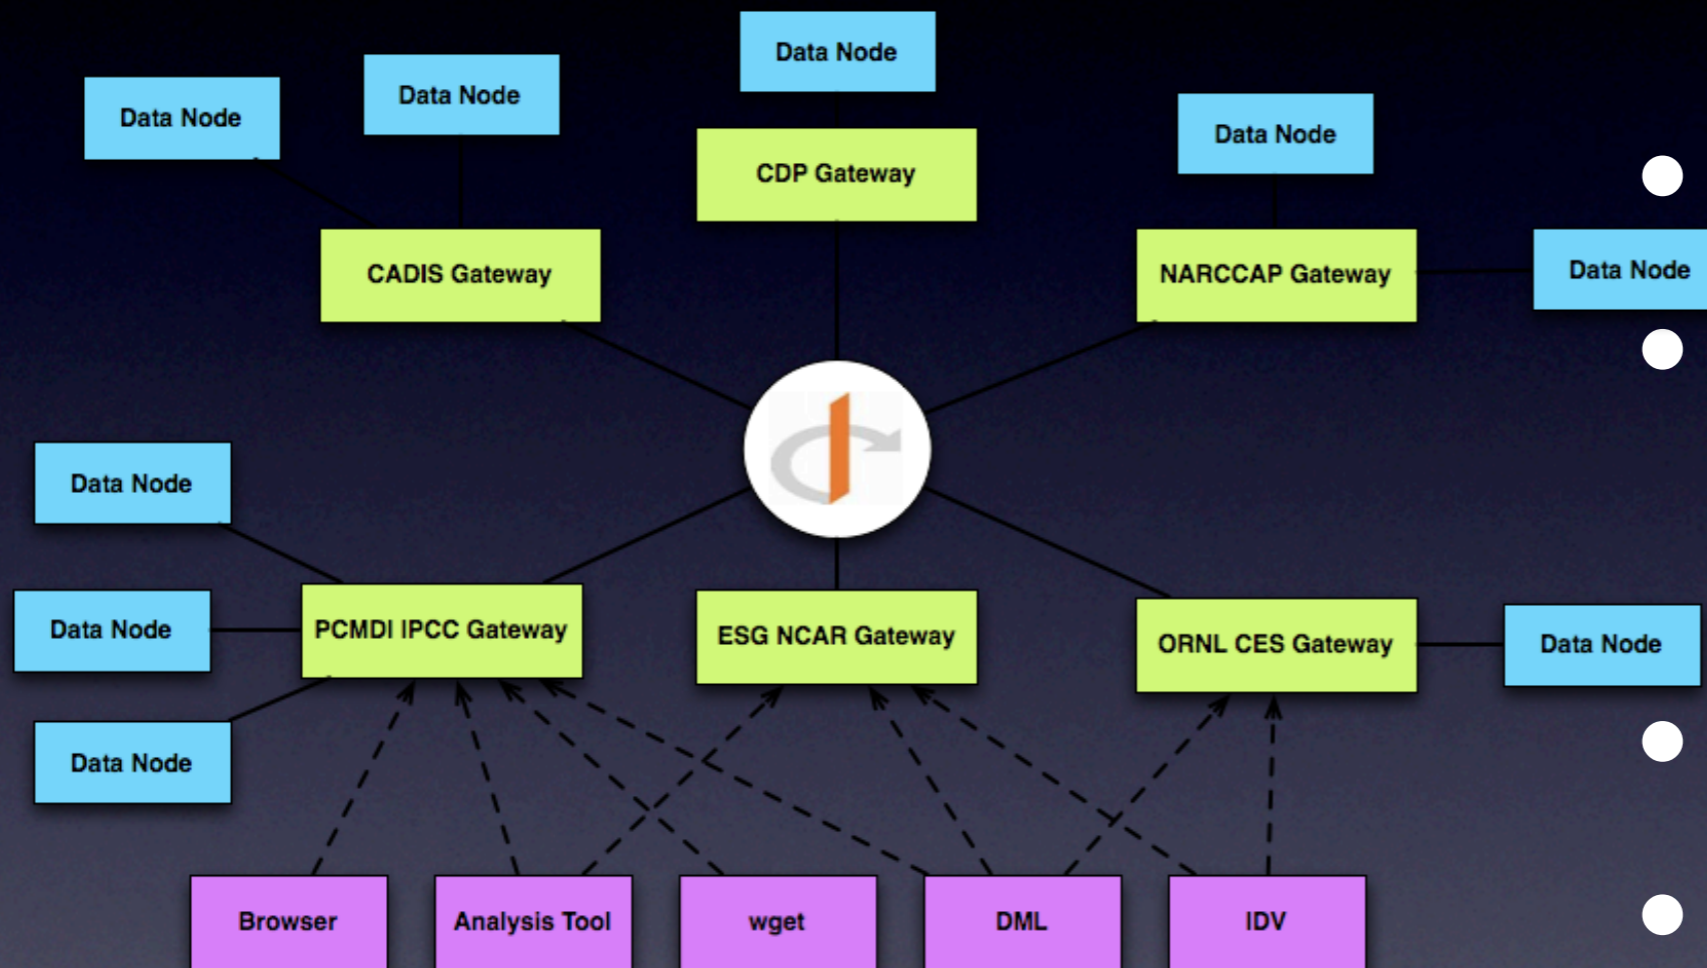 Data Node
Data Node
Data Node
Data Node
CDP Gateway
CADIS Gateway
NARCCAP Gateway
Data Node
Data Node
Data Node
PCMDI IPCC Gateway
ESG NCAR Gateway
ORNL CES Gateway
Data Node
Data Node
Browser
Analysis Tool
wget
DML
IDV